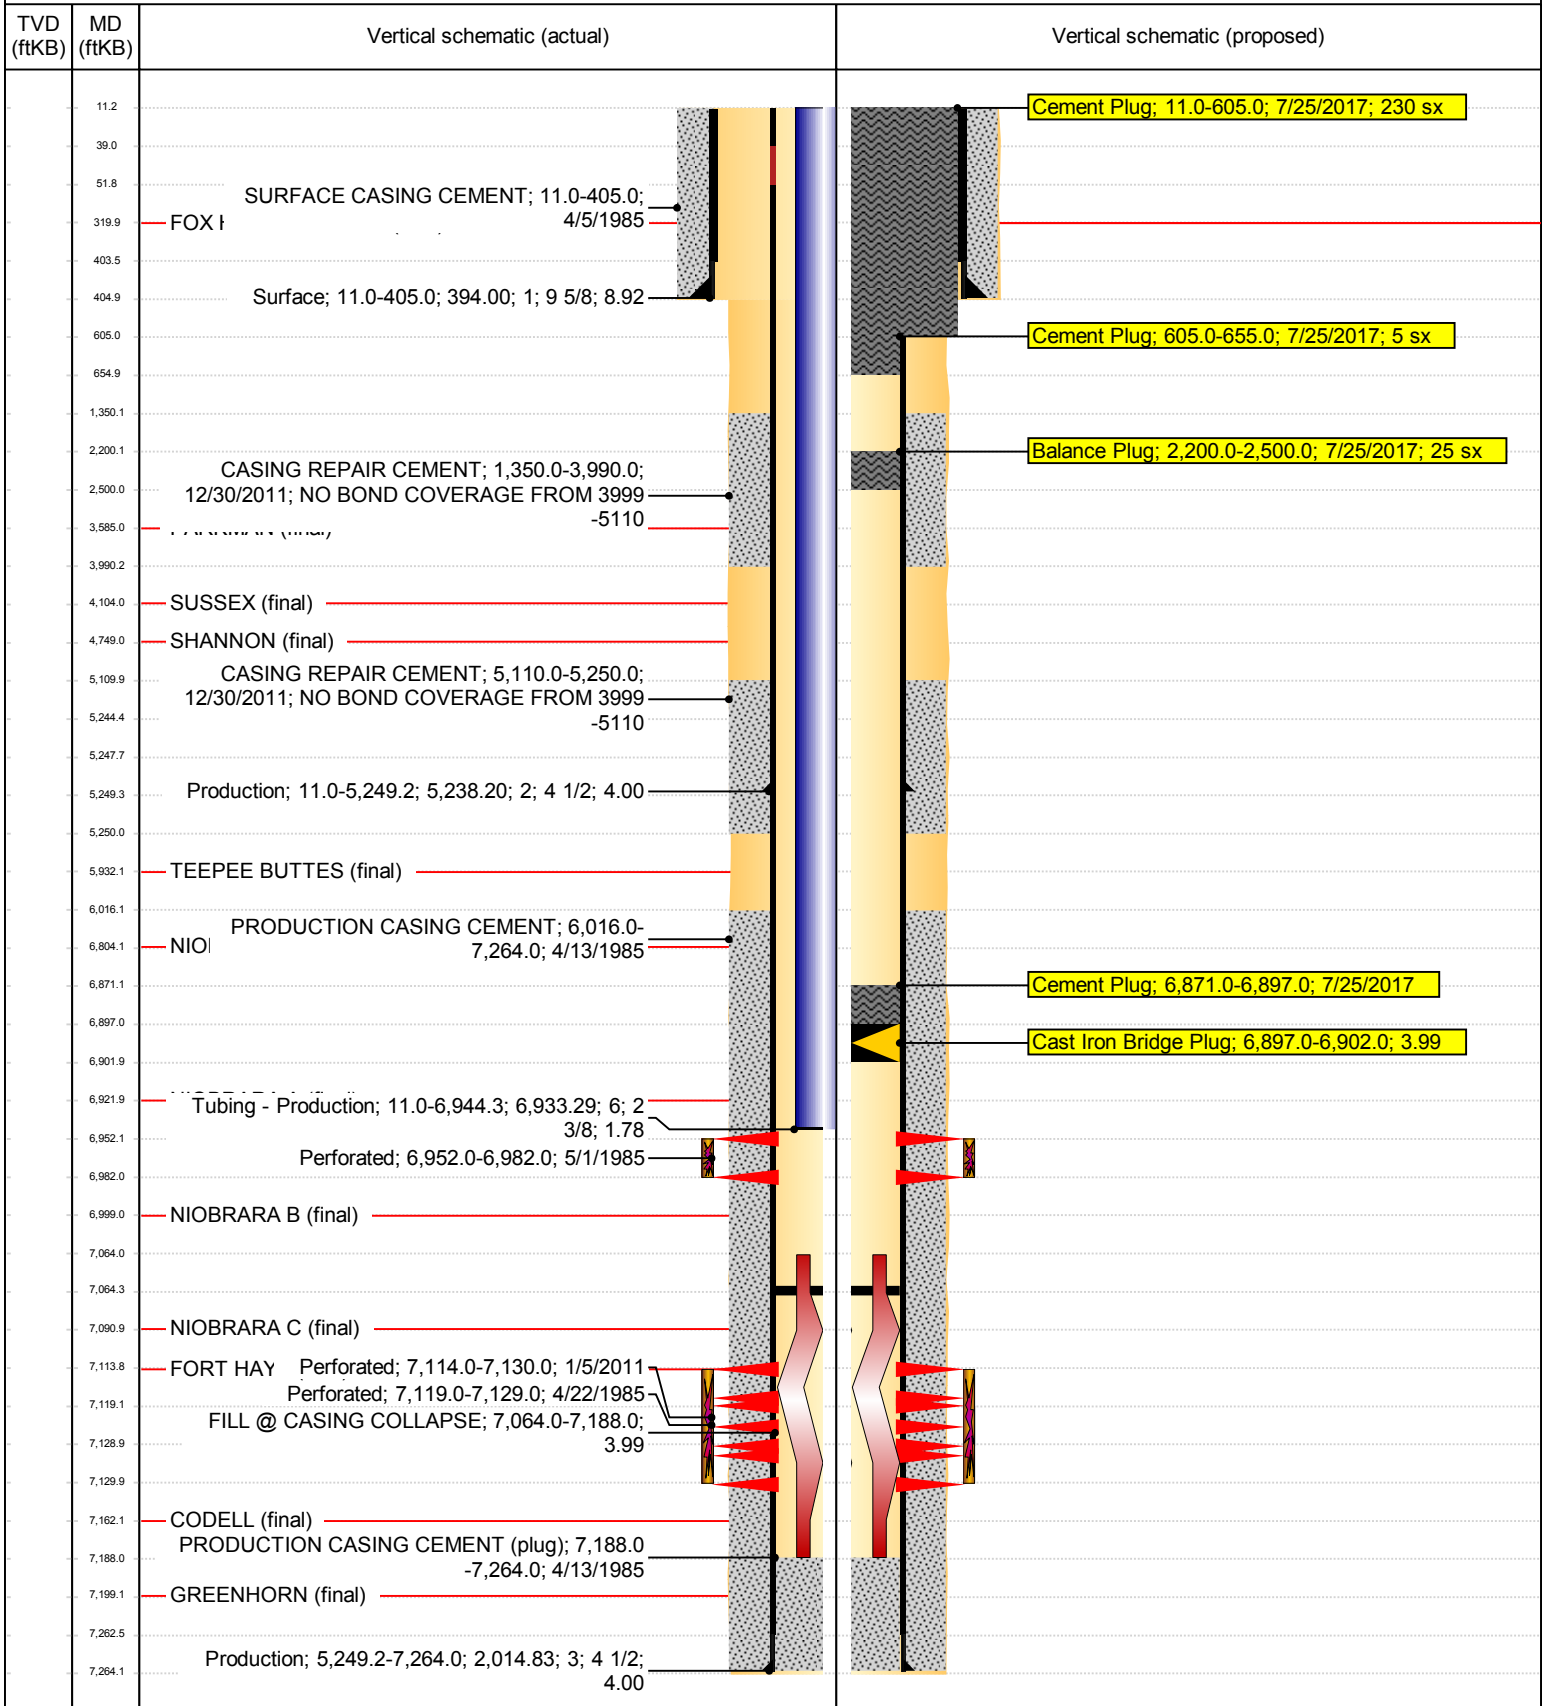 TVD (ftKB)
MD (ftKB)
Vertical schematic (actual)
Vertical schematic (proposed)
11.2
Cement Plug; 11.0-605.0; 7/25/2017; 230 sx
39.0
51.8
SURFACE CASING CEMENT; 11.0-405.0;
4/5/1985
319.9
FOX
403.5
404.9
Surface; 11.0-405.0; 394.00; 1; 9 5/8; 8.92
605.0
Cement Plug; 605.0-655.0; 7/25/2017; 5 sx
654.9
1,350.1
2,200.1
Balance Plug; 2,200.0-2,500.0; 7/25/2017; 25 sx
CASING REPAIR CEMENT; 1,350.0-3,990.0;
12/30/2011; NO BOND COVERAGE FROM 3999
-5110
2,500.0
3,585.0
PARKMAN (final)
3,990.2
4,104.0
SUSSEX (final)
4,749.0
SHANNON (final)
5,109.9
CASING REPAIR CEMENT; 5,110.0-5,250.0;
12/30/2011; NO BOND COVERAGE FROM 3999
-5110
5,244.4
5,247.7
5,249.3
Production; 11.0-5,249.2; 5,238.20; 2; 4 1/2; 4.00
5,250.0
5,932.1
TEEPEE BUTTES (final)
6,016.1
PRODUCTION CASING CEMENT; 6,016.0-
7,264.0; 4/13/1985
6,804.1
NIO
6,871.1
Cement Plug; 6,871.0-6,897.0; 7/25/2017
6,897.0
Cast Iron Bridge Plug; 6,897.0-6,902.0; 3.99
6,901.9
6,921.9
Tubing - Production; 11.0-6,944.3; 6,933.29; 6; 2
3/8; 1.78
6,952.1
Perforated; 6,952.0-6,982.0; 5/1/1985
6,982.0
6,999.0
NIOBRARA B (final)
7,064.0
7,064.3
7,090.9
NIOBRARA C (final)
7,113.8
FORT HAY
Perforated; 7,114.0-7,130.0; 1/5/2011
Perforated; 7,119.0-7,129.0; 4/22/1985
7,119.1
FILL @ CASING COLLAPSE; 7,064.0-7,188.0;
3.99
7,128.9
7,129.9
7,162.1
CODELL (final)
PRODUCTION CASING CEMENT (plug); 7,188.0
-7,264.0; 4/13/1985
7,188.0
7,199.1
GREENHORN (final)
7,262.5
Production; 5,249.2-7,264.0; 2,014.83; 3; 4 1/2;
4.00
7,264.1